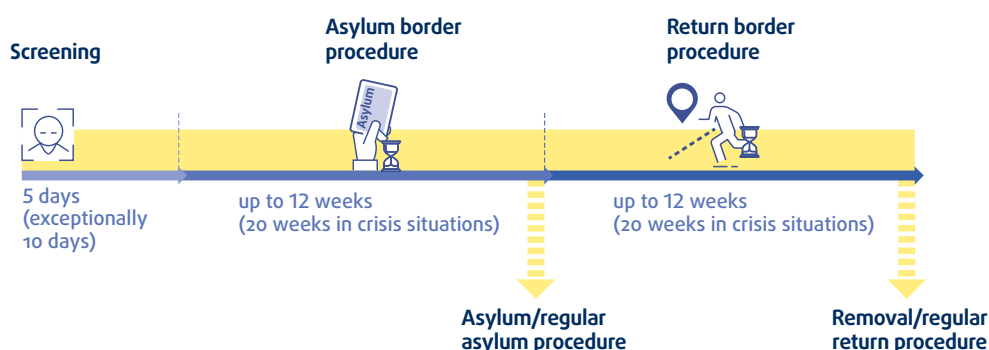 Screening
Asylum border
procedure
Return border
procedure
Asylum
5 days
(exceptionally
10 days)
up to 12 weeks
(20 weeks in crisis situations)
up to 12 weeks
(20 weeks in crisis situations)
Asylum/regular
asylum procedure
Removal/regular
return procedure